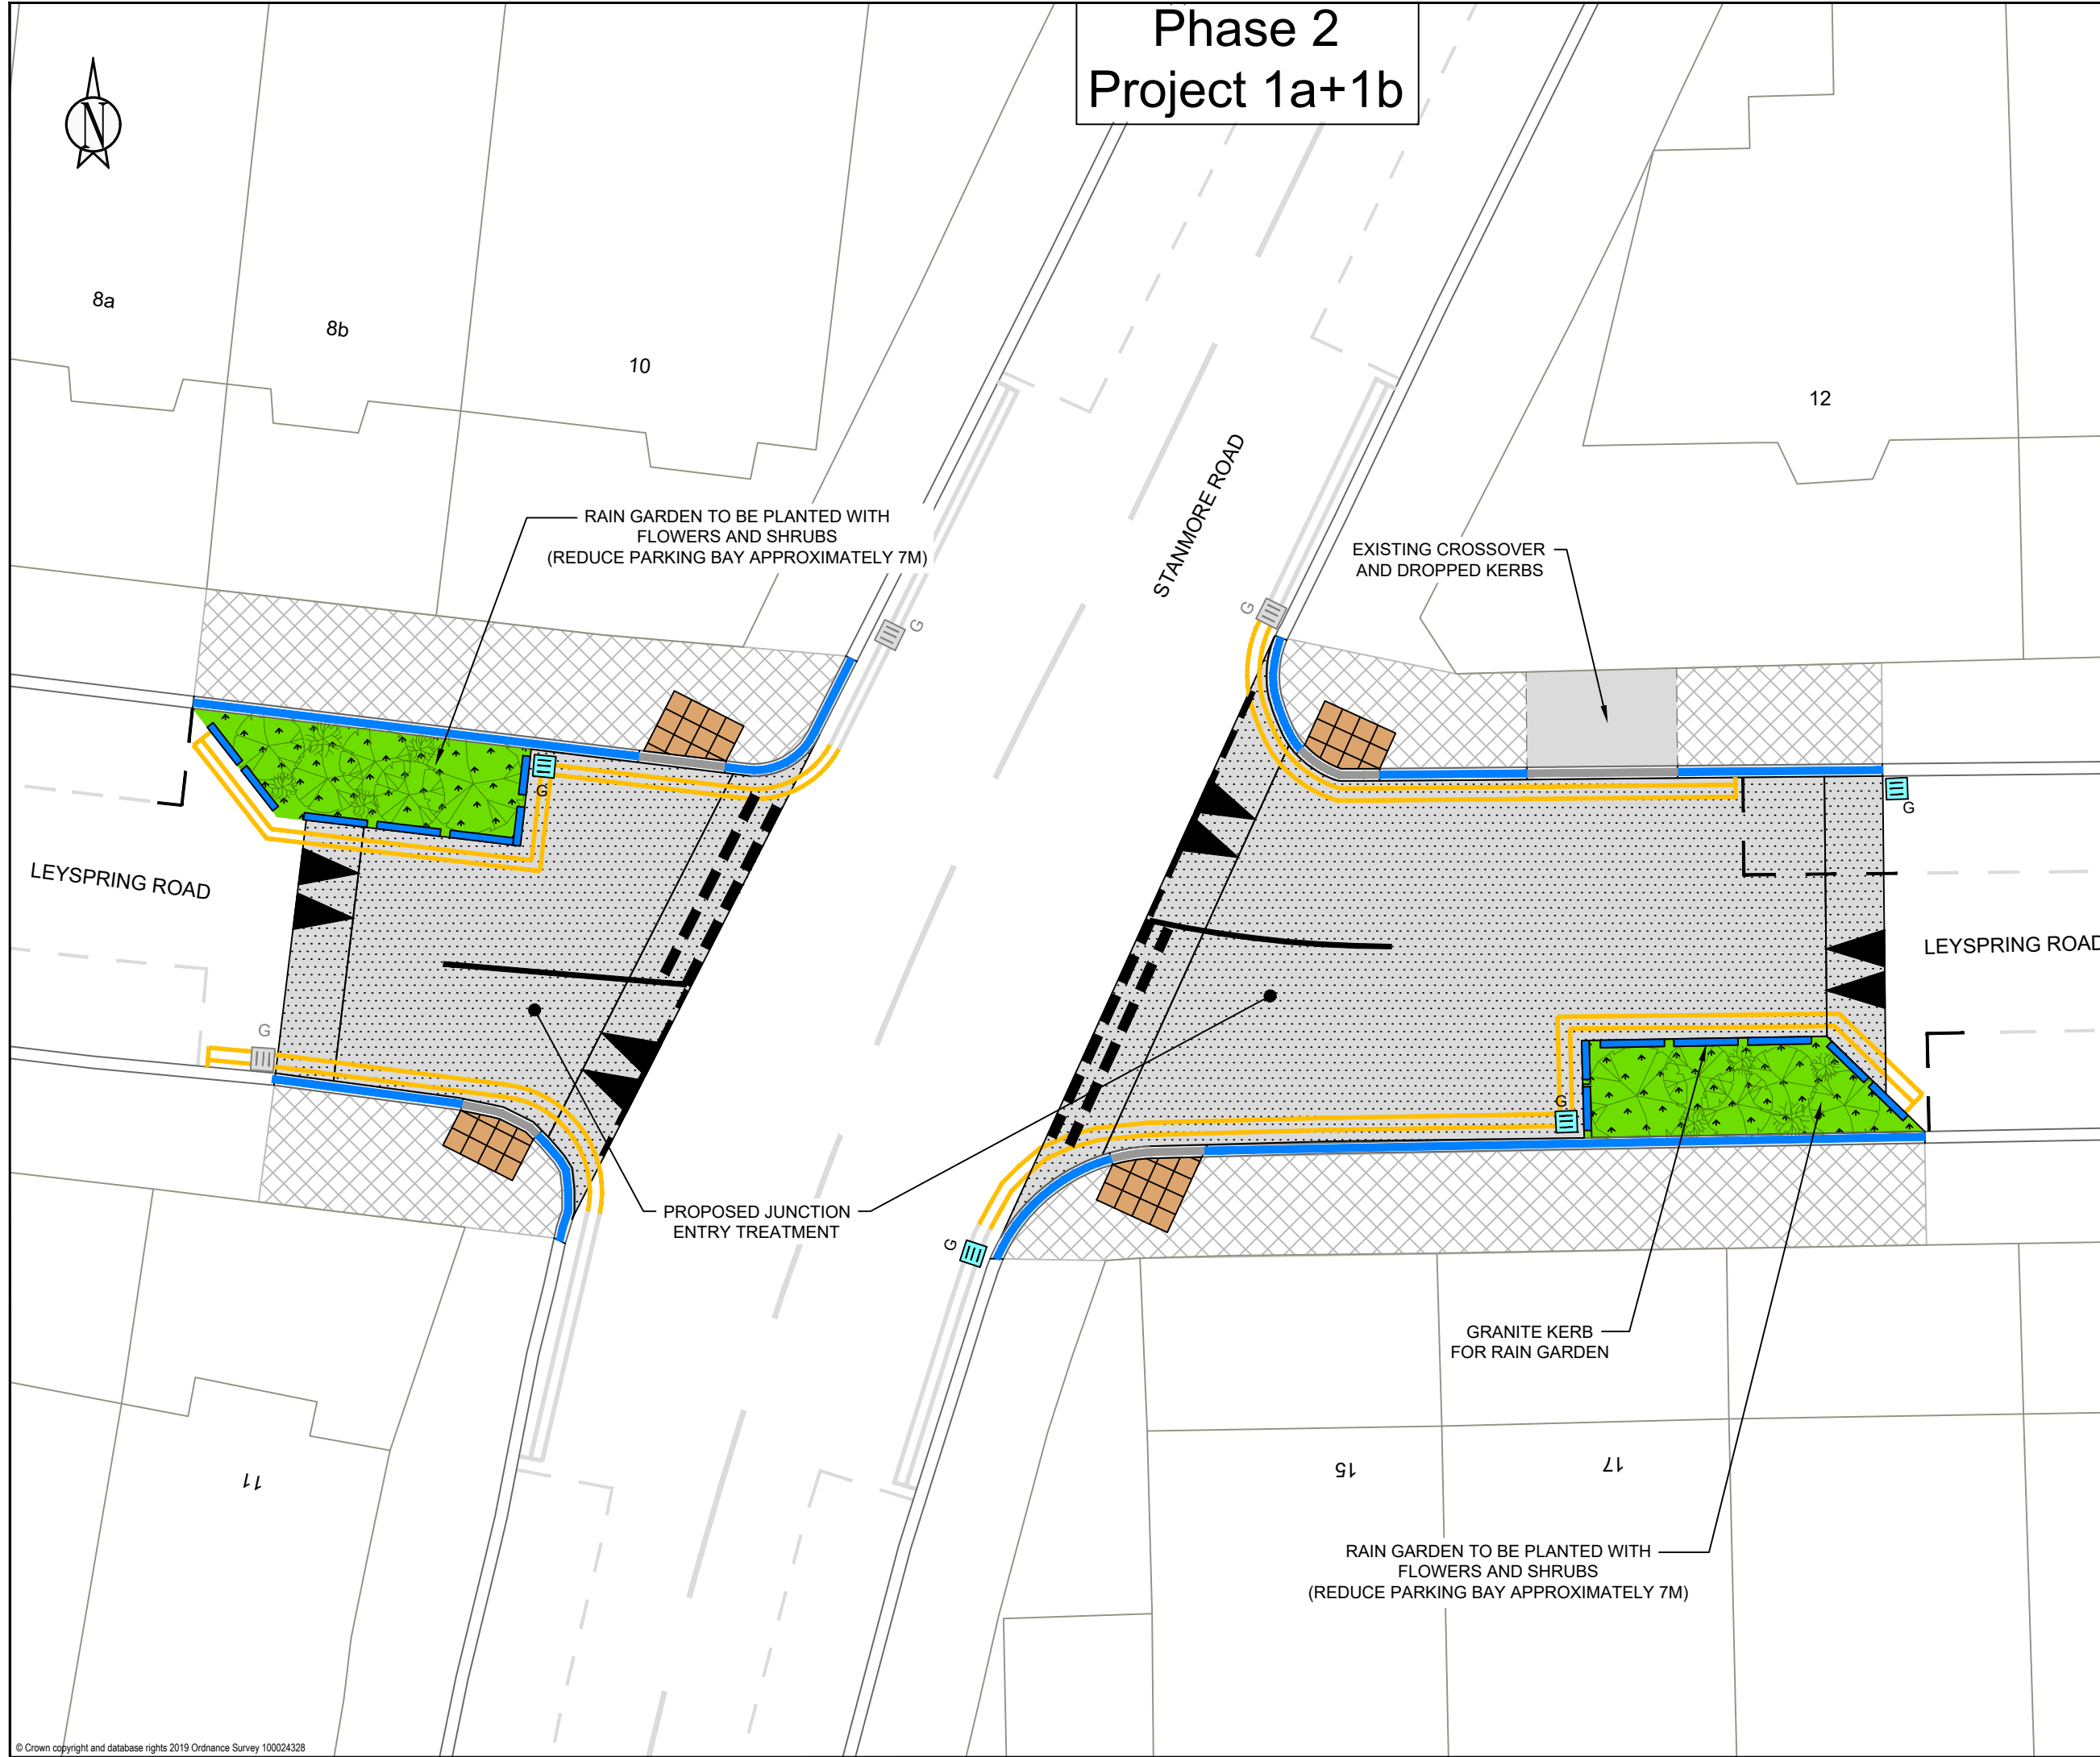 Phase 2
Project 1a+1b
N
8a
8b
10
12
RAIN GARDEN TO BE PLANTED WITH
FLOWERS AND SHRUBS
(REDUCE PARKING BAY APPROXIMATELY 7M)
STANMORE ROAD
EXISTING CROSSOVER
AND DROPPED KERBS
G
G
G
G
LEYSPRING ROAD
LEYSPRING ROAD
G
G
G
PROPOSED JUNCTION
ENTRY TREATMENT
GRANITE KERB
FOR RAIN GARDEN
11
15
17
RAIN GARDEN TO BE PLANTED WITH
FLOWERS AND SHRUBS
(REDUCE PARKING BAY APPROXIMATELY 7M)
© Crown copyright and database rights 2019 Ordnance Survey 100024328